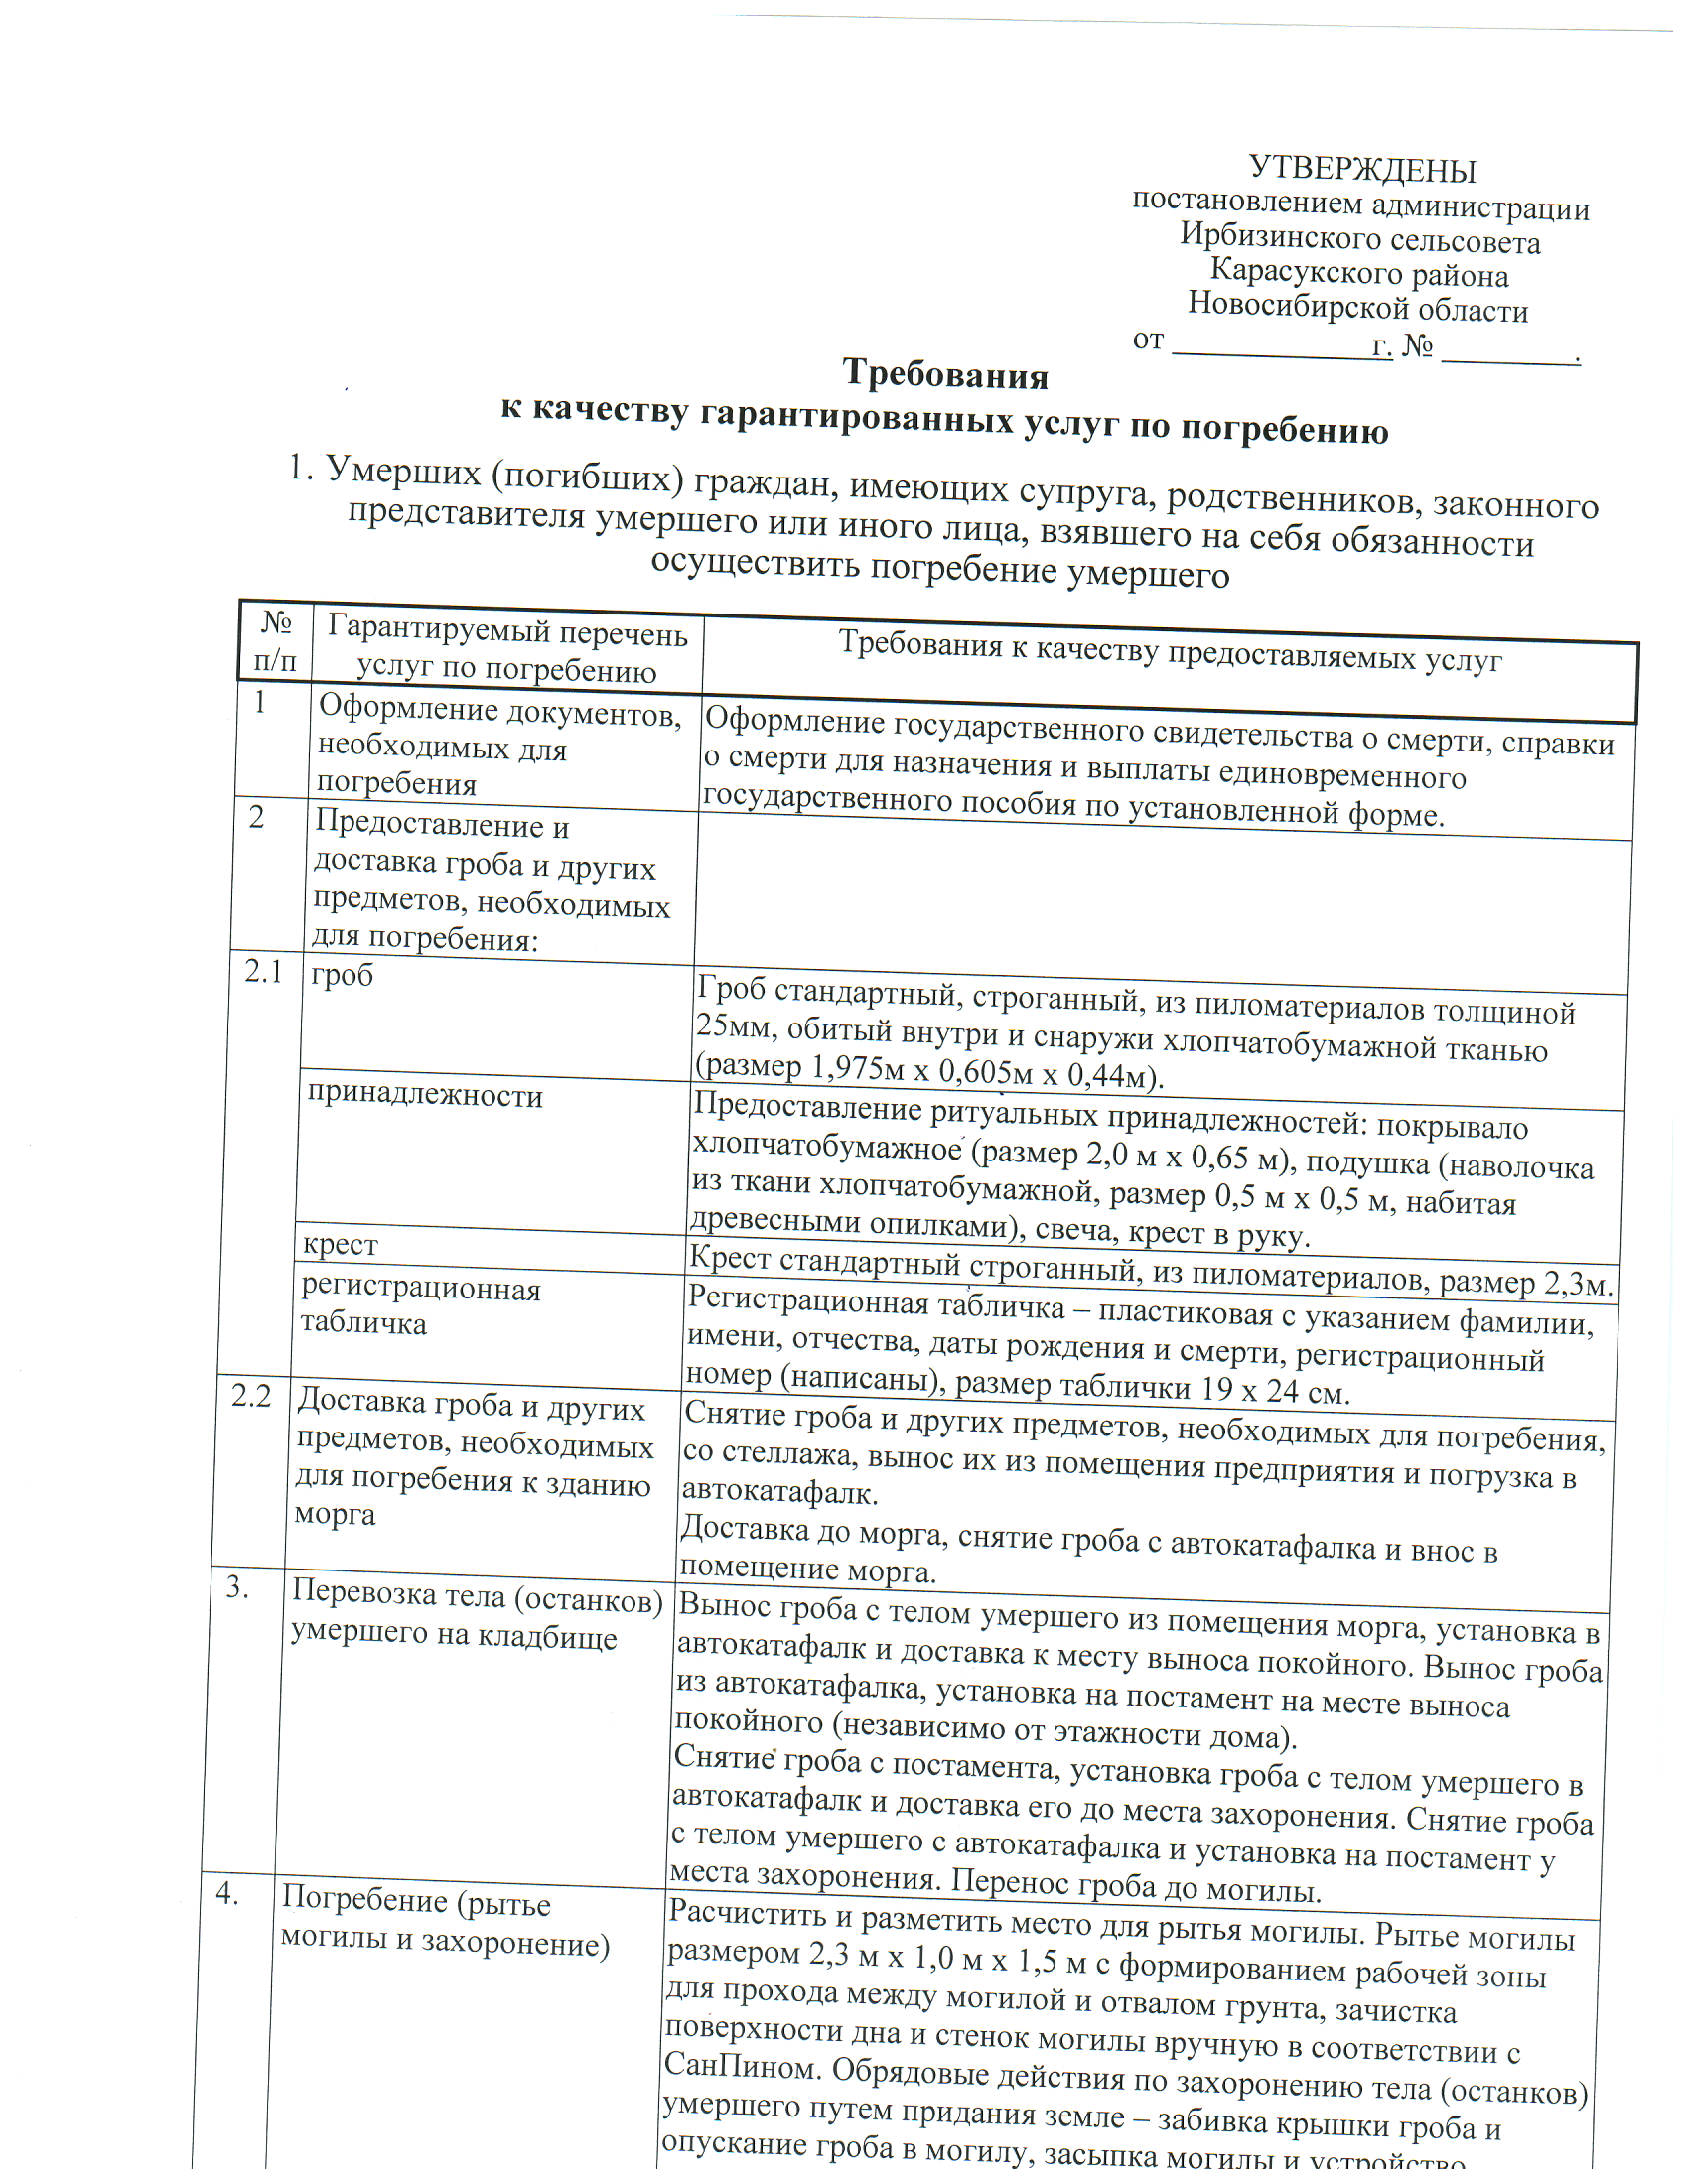 УТВЕРЖДЕНЫ
постановлением администрации
Ирбизинского сельсовета
Карасукского района
Новосибирской области
от ____________ г. № ________.
Требования
к качеству гарантированных услуг по погребению
1. Умерших (погибших) граждан, имеющих супруга, родственников, законного
представителя умершего или иного лица, взявшего на себя обязанности
осуществить погребение умершего
№
п/п
Гарантируемый перечень
услуг по погребению
Требования к качеству предоставляемых услуг
1
Оформление документов,
необходимых для
погребения
Оформление государственного свидетельства о смерти, справки
о смерти для назначения и выплаты единовременного
государственного пособия по установленной форме.
2
Предоставление и
доставка гроба и других
предметов, необходимых
для погребения:
2.1
гроб
Гроб стандартный, строганный, из пиломатериалов толщиной
25мм, обитый внутри и снаружи хлопчатобумажной тканью
(размер 1,975м х 0,605м х 0,44м).
принадлежности
Предоставление ритуальных принадлежностей: покрывало
хлопчатобумажное (размер 2,0 м х 0,65 м), подушка (наволочка
из ткани хлопчатобумажной, размер 0,5 м х 0,5 м, набитая
древесными опилками), свеча, крест в руку.
крест
Крест стандартный строганный, из пиломатериалов, размер 2,3м.
регистрационная
табличка
Регистрационная табличка – пластиковая с указанием фамилии,
имени, отчества, даты рождения и смерти, регистрационный
номер (написаны), размер таблички 19 х 24 см.
2.2
Доставка гроба и других
предметов, необходимых
для погребения к зданию
морга
Снятие гроба и других предметов, необходимых для погребения,
со стеллажа, вынос их из помещения предприятия и погрузка в
автокатафалк.
Доставка до морга, снятие гроба с автокатафалка и внос в
помещение морга.
3.
Перевозка тела (останков)
умершего на кладбище
Вынос гроба с телом умершего из помещения морга, установка в
автокатафалк и доставка к месту выноса покойного. Вынос гроба
из автокатафалка, установка на постамент на месте выноса
покойного (независимо от этажности дома).
Снятие гроба с постамента, установка гроба с телом умершего в
автокатафалк и доставка его до места захоронения. Снятие гроба
с телом умершего с автокатафалка и установка на постамент у
места захоронения. Перенос гроба до могилы.
4.
Погребение (рытье
могилы и захоронение)
Расчистить и разметить место для рытья могилы. Рытье могилы
размером 2,3 м х 1,0 м х 1,5 м с формированием рабочей зоны
для прохода между могилой и отвалом грунта, зачистка
поверхности дна и стенок могилы вручную в соответствии с
СанПином. Обрядовые действия по захоронению тела (останков)
умершего путем придания земле – забивка крышки гроба и
опускание гроба в могилу, засыпка могилы и устройство